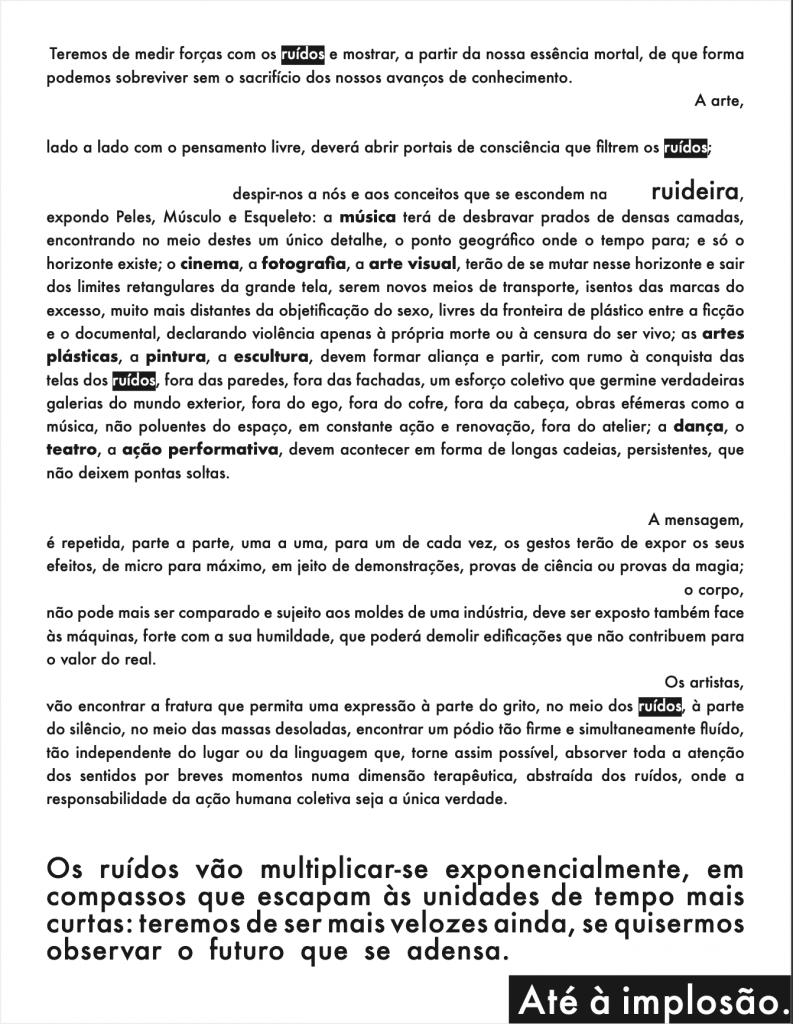 Teremos de medir forças com os ruídos e mostrar, a partir da nossa essência mortal, de que forma
podemos sobreviver sem o sacrifício dos nossos avanços de conhecimento.
A arte,
lado a lado com o pensamento livre, deverá abrir portais de consciência que filtrem os ruídos;
despir-nos a nós e aos conceitos que se escondem na ruideira,
expondo Peles, Músculo e Esqueleto: a música terá de desbravar prados de densas camadas,
encontrando no meio destes um único detalhe, o ponto geográfico onde o tempo para; e só o
horizonte existe; o cinema, a fotografia, a arte visual, terão de se mutar nesse horizonte e sair
dos limites retangulares da grande tela, serem novos meios de transporte, isentos das marcas do
excesso, muito mais distantes da objetificação do sexo, livres da fronteira de plástico entre a ficção
e o documental, declarando violência apenas à própria morte ou à censura do ser vivo; as artes
plásticas, a pintura, a escultura, devem formar aliança e partir, com rumo à conquista das
telas dos ruídos, fora das paredes, fora das fachadas, um esforço coletivo que germine verdadeiras
galerias do mundo exterior, fora do ego, fora do cofre, fora da cabeça, obras efémeras como a
música, não poluentes do espaço, em constante ação e renovação, fora do atelier; a dança, o
teatro, a ação performativa, devem acontecer em forma de longas cadeias, persistentes, que
não deixem pontas soltas.
A mensagem,
é repetida, parte a parte, uma a uma, para um de cada vez, os gestos terão de expor os seus
efeitos, de micro para máximo, em jeito de demonstrações, provas de ciência ou provas da magia;
o corpo,
não pode mais ser comparado e sujeito aos moldes de uma indústria, deve ser exposto também face
às máquinas, forte com a sua humildade, que poderá demolir edificações que não contribuem para
o valor do real.
Os artistas,
vão encontrar a fratura que permita uma expressão à parte do grito, no meio dos ruídos, à parte
do silêncio, no meio das massas desoladas, encontrar um pódio tão firme e simultaneamente fluído,
tão independente do lugar ou da linguagem que, torne assim possível, absorver toda a atenção
dos sentidos por breves momentos numa dimensão terapêutica, abstraída dos ruídos, onde a
responsabilidade da ação humana coletiva seja a única verdade.
Os ruídos vão multiplicar-se exponencialmente, em
compassos que escapam às unidades de tempo mais
curtas: teremos de ser mais velozes ainda, se quisermos
observar o futuro que se adensa.
Até à implosão.